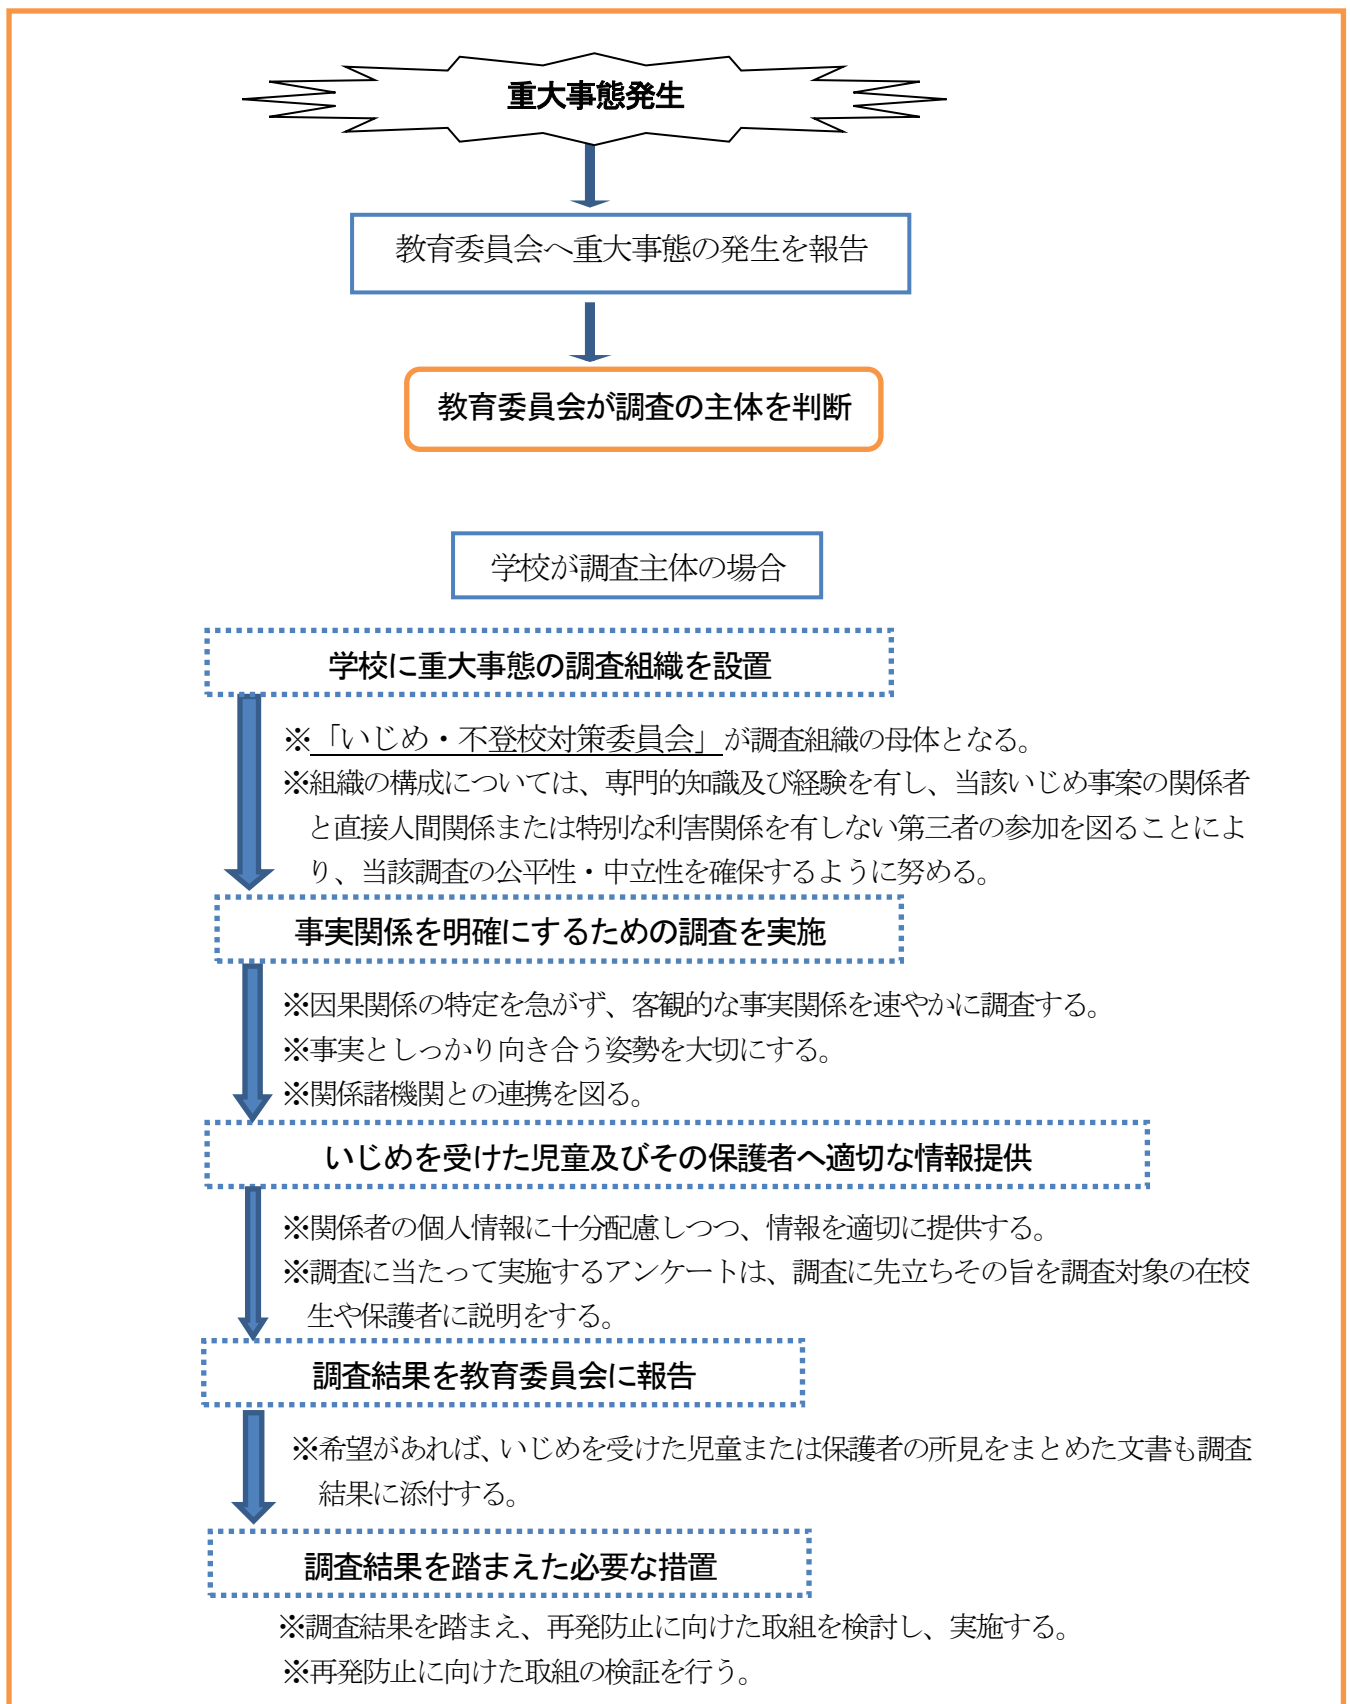 重大事態発生
教育委員会へ重大事態の発生を報告
教育委員会が調査の主体を判断
学校が調査主体の場合
学校に重大事態の調査組織を設置
※「いじめ・不登校対策委員会」が調査組織の母体となる。
※組織の構成については、専門的知識及び経験を有し、当該いじめ事案の関係者
と直接人間関係または特別な利害関係を有しない第三者の参加を図ることによ
り、当該調査の公平性・中立性を確保するように努める。
事実関係を明確にするための調査を実施
※因果関係の特定を急がず、客観的な事実関係を速やかに調査する。
※事実としっかり向き合う姿勢を大切にする。
※関係諸機関との連携を図る。
いじめを受けた児童及びその保護者へ適切な情報提供
※関係者の個人情報に十分配慮しつつ、情報を適切に提供する。
※調査に当たって実施するアンケートは、調査に先立ちその旨を調査対象の在校
生や保護者に説明をする。
調査結果を教育委員会に報告
※希望があれば、いじめを受けた児童または保護者の所見をまとめた文書も調査
結果に添付する。
調査結果を踏まえた必要な措置
※調査結果を踏まえ、再発防止に向けた取組を検討し、実施する。
※再発防止に向けた取組の検証を行う。